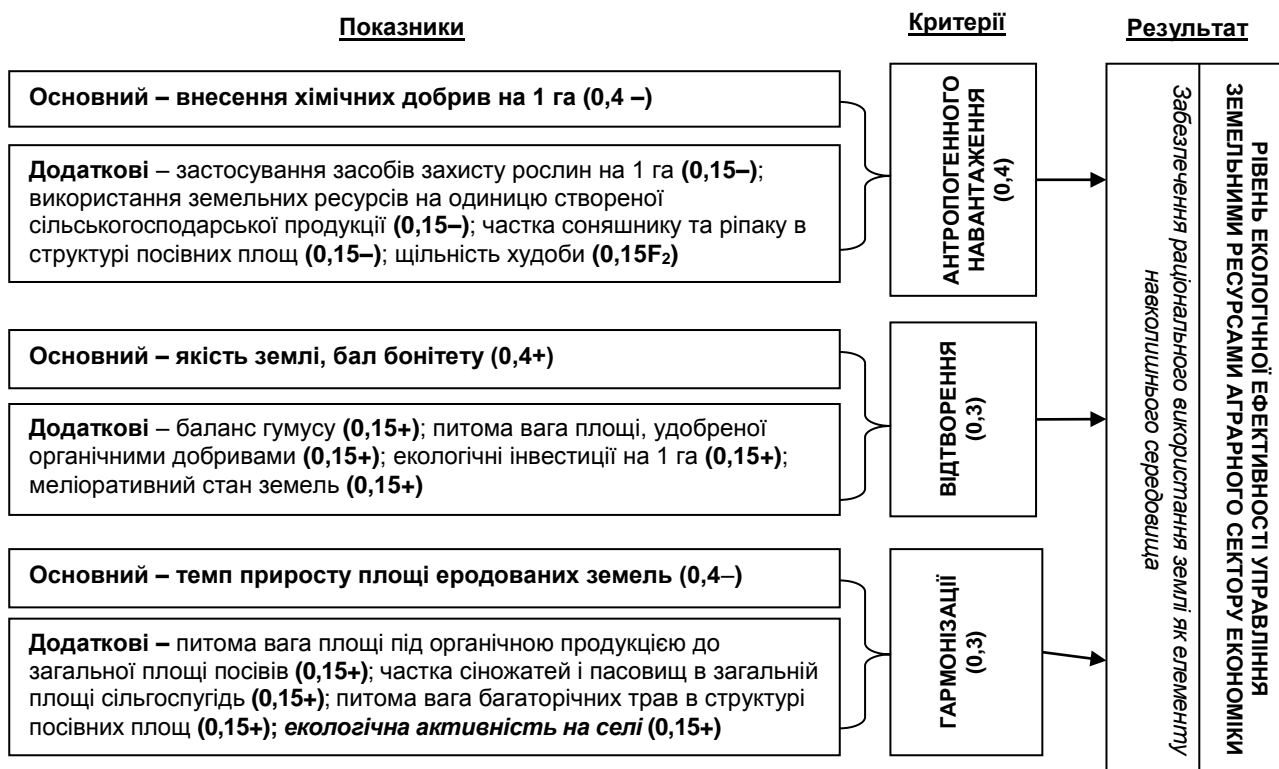 Показники
Критерії
Результат
Основний – внесення хімічних добрив на 1 га (0,4 –)
Додаткові – застосування засобів захисту рослин на 1 га (0,15–);
використання земельних ресурсів на одиницю створеної
сільськогосподарської продукції (0,15–); частка соняшнику та ріпаку в
структурі посівних площ (0,15–); щільність худоби (0,15F₂)
АНТРОПОГЕННОГО
НАВАНТАЖЕННЯ
(0,4)
Основний – якість землі, бал бонітету (0,4+)
Додаткові – баланс гумусу (0,15+); питома вага площі, удобреної
органічними добривами (0,15+); екологічні інвестиції на 1 га (0,15+);
меліоративний стан земель (0,15+)
ВІДТВОРЕННЯ
(0,3)
Основний – темп приросту площі еродованих земель (0,4–)
Додаткові – питома вага площі під органічною продукцією до
загальної площі посівів (0,15+); частка сіножатей і пасовищ в загальній
площі сільгоспугідь (0,15+); питома вага багаторічних трав в структурі
посівних площ (0,15+); екологічна активність на селі (0,15+)
ГАРМОНІЗАЦІЇ
(0,3)
РІВЕНЬ ЕКОЛОГІЧНОЇ ЕФЕКТИВНОСТІ УПРАВЛІННЯ
ЗЕМЕЛЬНИМИ РЕСУРСАМИ АГРАРНОГО СЕКТОРУ ЕКОНОМІКИ
Забезпечення раціонального використання землі як елементу
навколишнього середовища